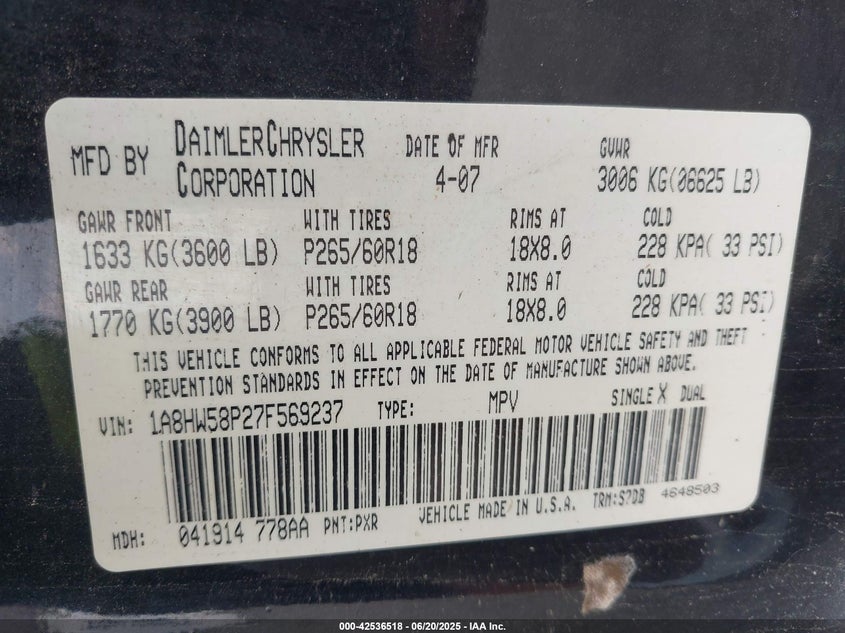 MFD BY DAIMLERCHRYSLER CORPORATION DATE OF MFR 4-07 GVWR 3006 KG(06625 LB)
GAWR FRONT WITH TIRES RIMS AT COLD
1633 KG(3600 LB) P265/60R18 18X8.0 228 KPA( 33 PSI)
GAWR REAR WITH TIRES RIMS AT COLD
1770 KG(3900 LB) P265/60R18 18X8.0 228 KPA( 33 PSI)
THIS VEHICLE CONFORMS TO ALL APPLICABLE FEDERAL MOTOR VEHICLE SAFETY AND THEFT
PREVENTION STANDARDS IN EFFECT ON THE DATE OF MANUFACTURE SHOWN ABOVE.
VIN: 1A8HW58P27F569237 TYPE: MPV SINGLE X DUAL
MDH: 041914 778AA PNT:PXR VEHICLE MADE IN U.S.A. TRM:S7DB 4648503
000-42536518 - 06/20/2025 - IAA Inc.